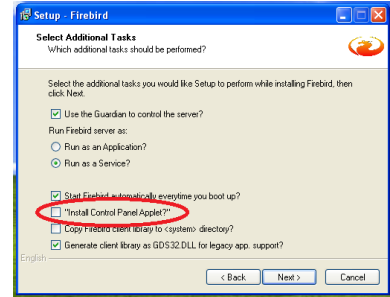 Setup - Firebird
Select Additional Tasks
Which additional tasks should be performed?
Select the additional tasks you would like Setup to perform while installing Firebird, then
click Next.
Use the Guardian to control the server?
Run Firebird server as:
Run as an Application?
Run as a Service?
Start Firebird automatically everytime you boot up?
"Install Control Panel Applet?"
Copy Firebird client library to <system> directory?
Generate client library as GDS32.DLL for legacy app. support?
English
< Back Next > Cancel